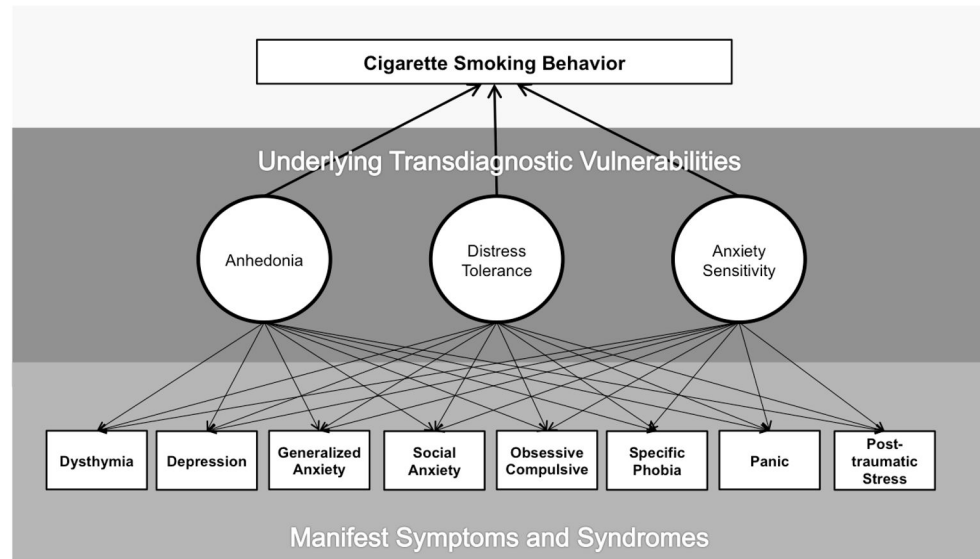 Cigarette Smoking Behavior
Underlying Transdiagnostic Vulnerabilities
Anhedonia
Distress
Tolerance
Anxiety
Sensitivity
Dysthymia
Depression
Generalized
Anxiety
Social
Anxiety
Obsessive
Compulsive
Specific
Phobia
Panic
Post-
traumatic
Stress
Manifest Symptoms and Syndromes